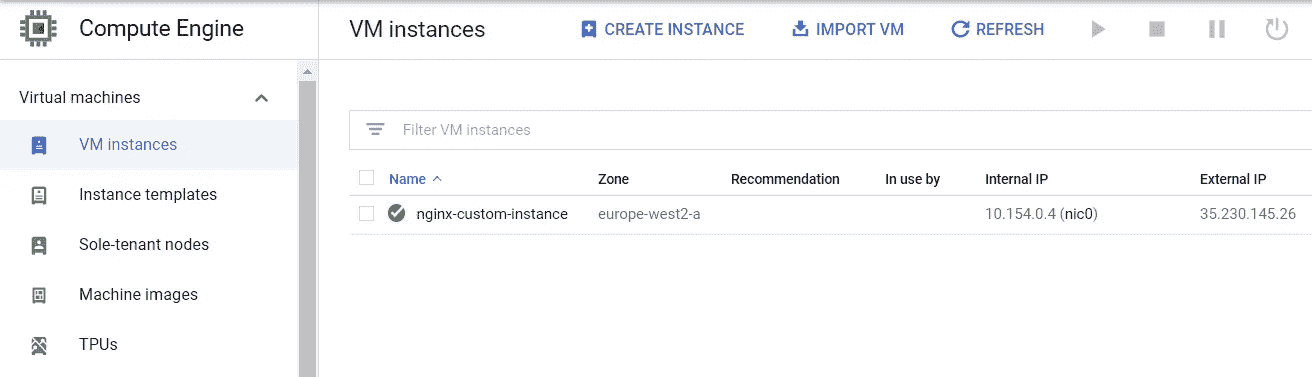 Compute Engine
VM instances CREATE INSTANCE IMPORT VM REFRESH
Virtual machines
VM instances
Instance templates
Sole-tenant nodes
Machine images
TPUs
Filter VM instances
Name Zone Recommendation In use by Internal IP External IP
nginx-custom-instance europe-west2-a 10.154.0.4 (nic0) 35.230.145.26